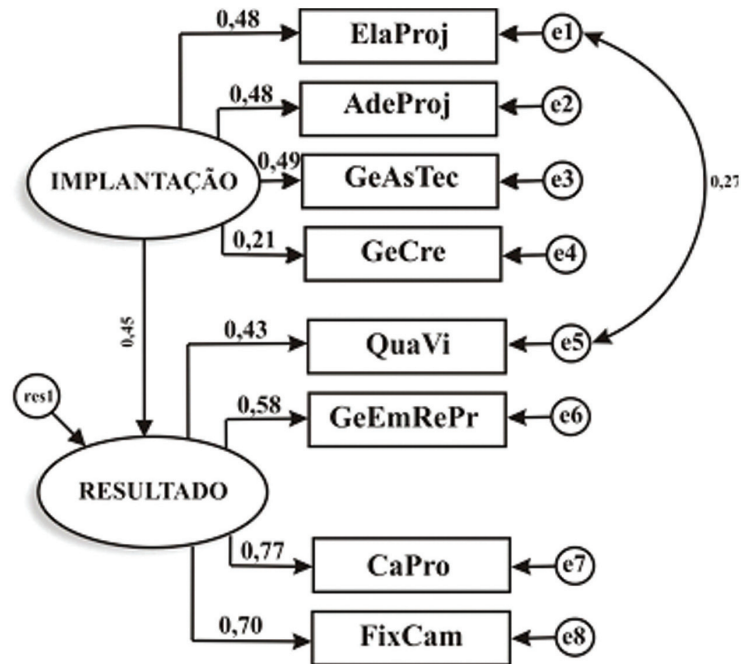 0,48
ElaProj
e1
0,48
AdeProj
e2
IMPLANTAÇÃO
0,49
GeAsTec
e3
0,27
0,21
GeCre
e4
0,45
0,43
QuaVi
e5
res1
0,58
GeEmRePr
e6
RESULTADO
0,77
CaPro
e7
0,70
FixCam
e8